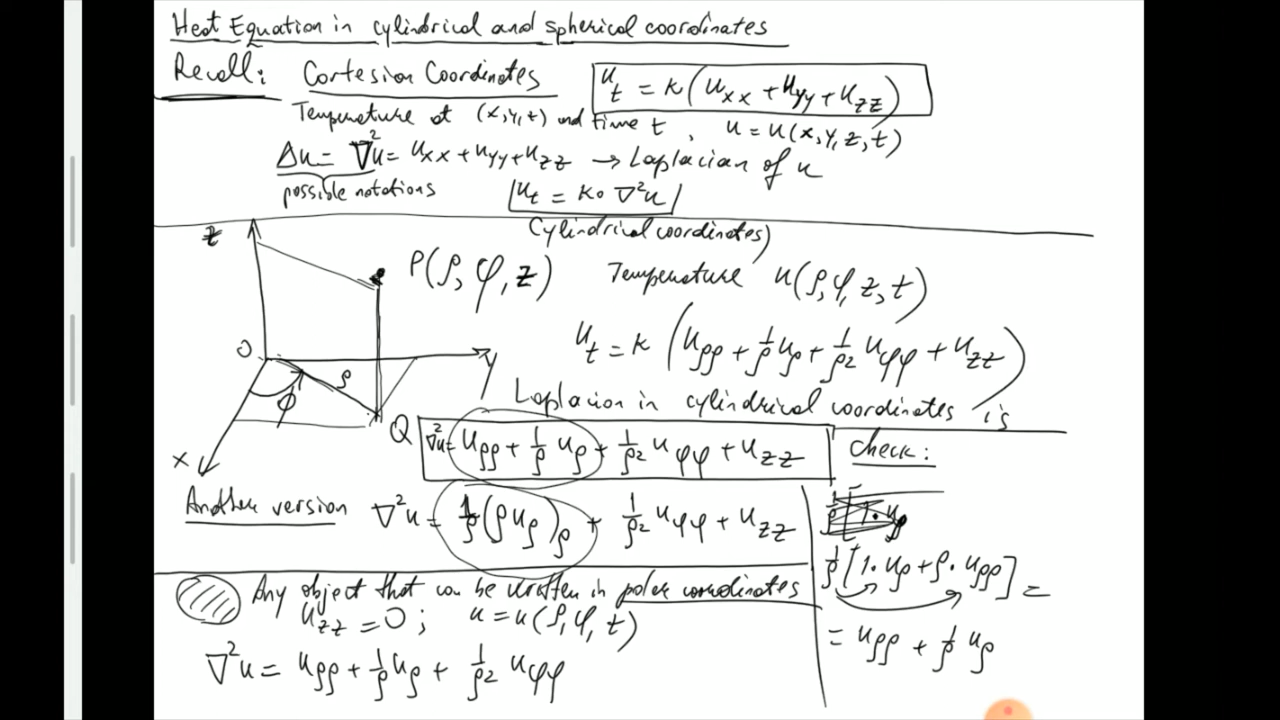 Heat Equation in cylindrical and spherical coordinates
Recall: Cartesian Coordinates u_t = k(u_xx + u_yy + u_zz)
Temperature at (x, y, t) and time t, u = u(x, y, z, t)
Δu = ∇²u = u_xx + u_yy + u_zz → Laplacian of u
possible notations u_t = k· ∇²u
Cylindrical coordinates)
z
P(ρ, φ, z) Temperature u(ρ, φ, z, t)
u_t = k (u_ρρ + 1/ρ u_ρ + 1/ρ² u_φφ + u_zz)
O
y
ρ
ϕ
x
Q
Laplacian in cylindrical coordinates is
∇²u = u_ρρ + 1/ρ u_ρ + 1/ρ² u_φφ + u_zz
Check:
Another version ∇²u = 1/ρ (ρ u_ρ)_ρ + 1/ρ² u_φφ + u_zz
1/ρ [1· u_ρ
1/ρ [1· u_ρ + ρ· u_ρρ] =
= u_ρρ + 1/ρ u_ρ
Any object that can be written in polar coordinates
u_zz = 0; u = u(ρ, φ, t)
∇²u = u_ρρ + 1/ρ u_ρ + 1/ρ² u_φφ